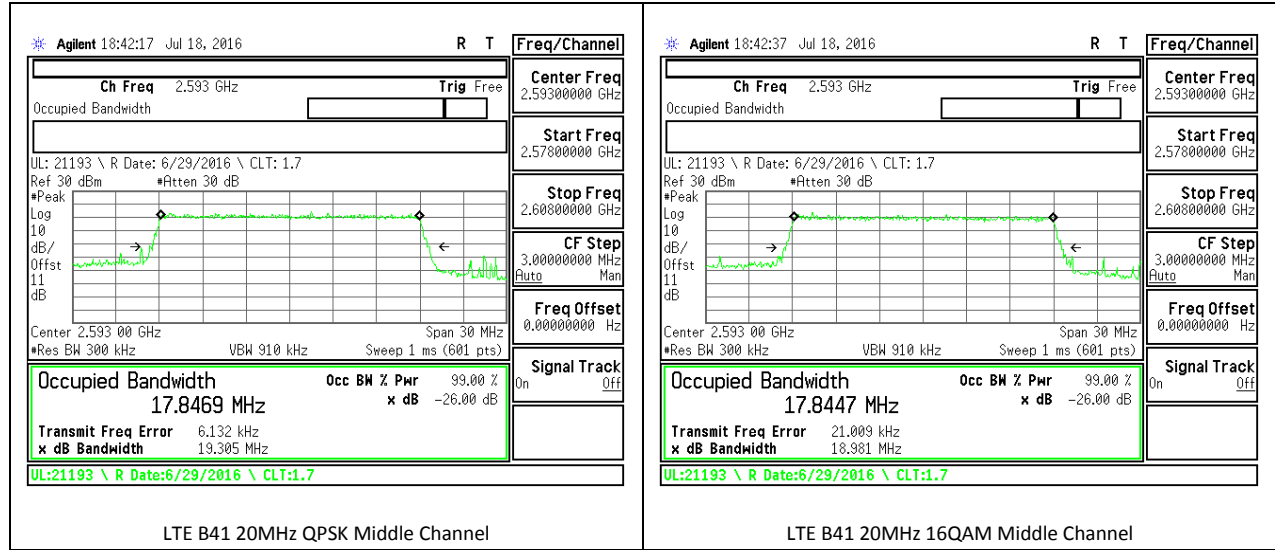 Agilent 18:42:17 Jul 18, 2016 R T
Freq/Channel
Ch Freq 2.593 GHz Trig Free
Occupied Bandwidth
Center Freq
2.59300000 GHz
Start Freq
2.57800000 GHz
UL: 21193 \ R Date: 6/29/2016 \ CLT: 1.7
Ref 30 dBm #Atten 30 dB
#Peak
Log
10
dB/
Offst
11
dB
Stop Freq
2.60800000 GHz
CF Step
3.00000000 MHz
Auto Man
Freq Offset
0.00000000 Hz
Center 2.593 00 GHz Span 30 MHz
#Res BW 300 kHz VBW 910 kHz Sweep 1 ms (601 pts)
Signal Track
On Off
Occupied Bandwidth Occ BW % Pwr 99.00 %
17.8469 MHz x dB -26.00 dB
Transmit Freq Error 6.132 kHz
x dB Bandwidth 19.305 MHz
UL:21193 \ R Date:6/29/2016 \ CLT:1.7
LTE B41 20MHz QPSK Middle Channel
Agilent 18:42:37 Jul 18, 2016 R T
Freq/Channel
Ch Freq 2.593 GHz Trig Free
Occupied Bandwidth
Center Freq
2.59300000 GHz
Start Freq
2.57800000 GHz
UL: 21193 \ R Date: 6/29/2016 \ CLT: 1.7
Ref 30 dBm #Atten 30 dB
#Peak
Log
10
dB/
Offst
11
dB
Stop Freq
2.60800000 GHz
CF Step
3.00000000 MHz
Auto Man
Freq Offset
0.00000000 Hz
Center 2.593 00 GHz Span 30 MHz
#Res BW 300 kHz VBW 910 kHz Sweep 1 ms (601 pts)
Signal Track
On Off
Occupied Bandwidth Occ BW % Pwr 99.00 %
17.8447 MHz x dB -26.00 dB
Transmit Freq Error 21.009 kHz
x dB Bandwidth 18.981 MHz
UL:21193 \ R Date:6/29/2016 \ CLT:1.7
LTE B41 20MHz 16QAM Middle Channel